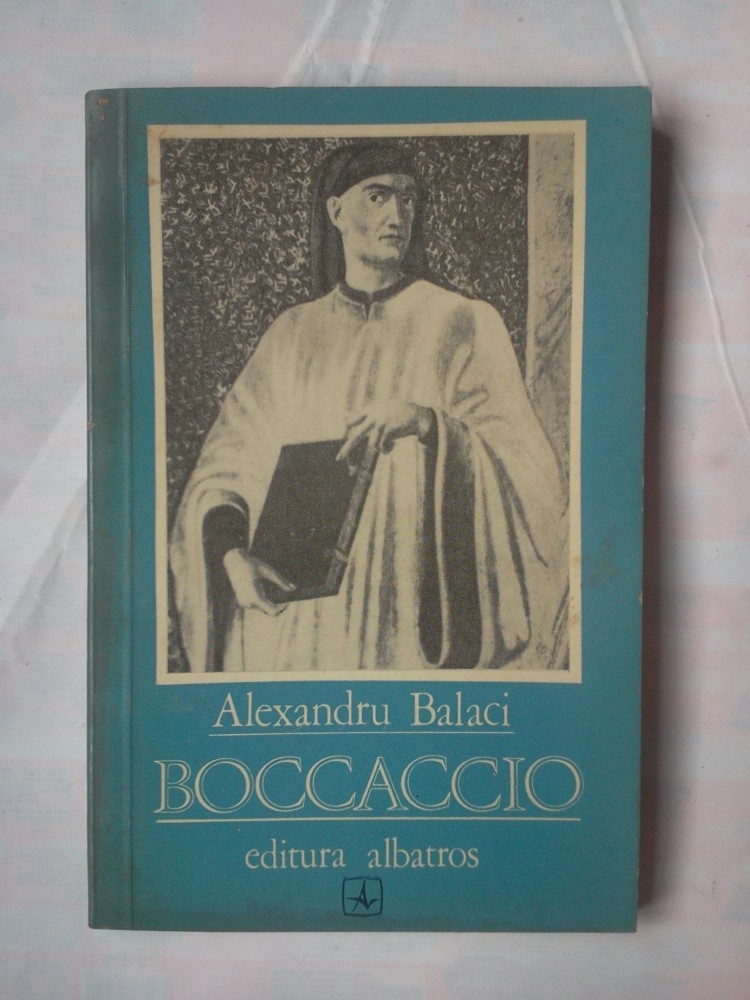 Alexandru Balaci
BOCCACCIO
editura albatros